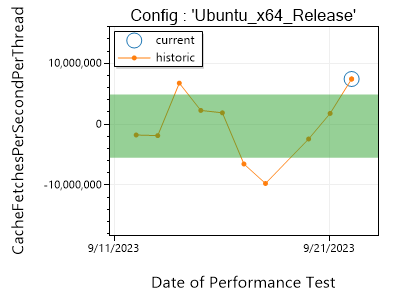 Config : 'Ubuntu_x64_Release'
current
historic
CacheFetchesPerSecondPerThread
10,000,000
0
-10,000,000
9/11/2023
9/21/2023
Date of Performance Test